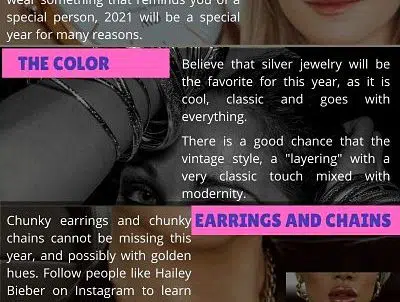 wear something that reminds you of a
special person, 2021 will be a special
year for many reasons.
THE COLOR
Believe that silver jewelry will be
the favorite for this year, as it is
cool, classic and goes with
everything.
There is a good chance that the
vintage style, a "layering" with a
very classic touch mixed with
modernity.
EARRINGS AND CHAINS
Chunky earrings and chunky
chains cannot be missing this
year, and possibly with golden
hues. Follow people like Hailey
Bieber on Instagram to learn